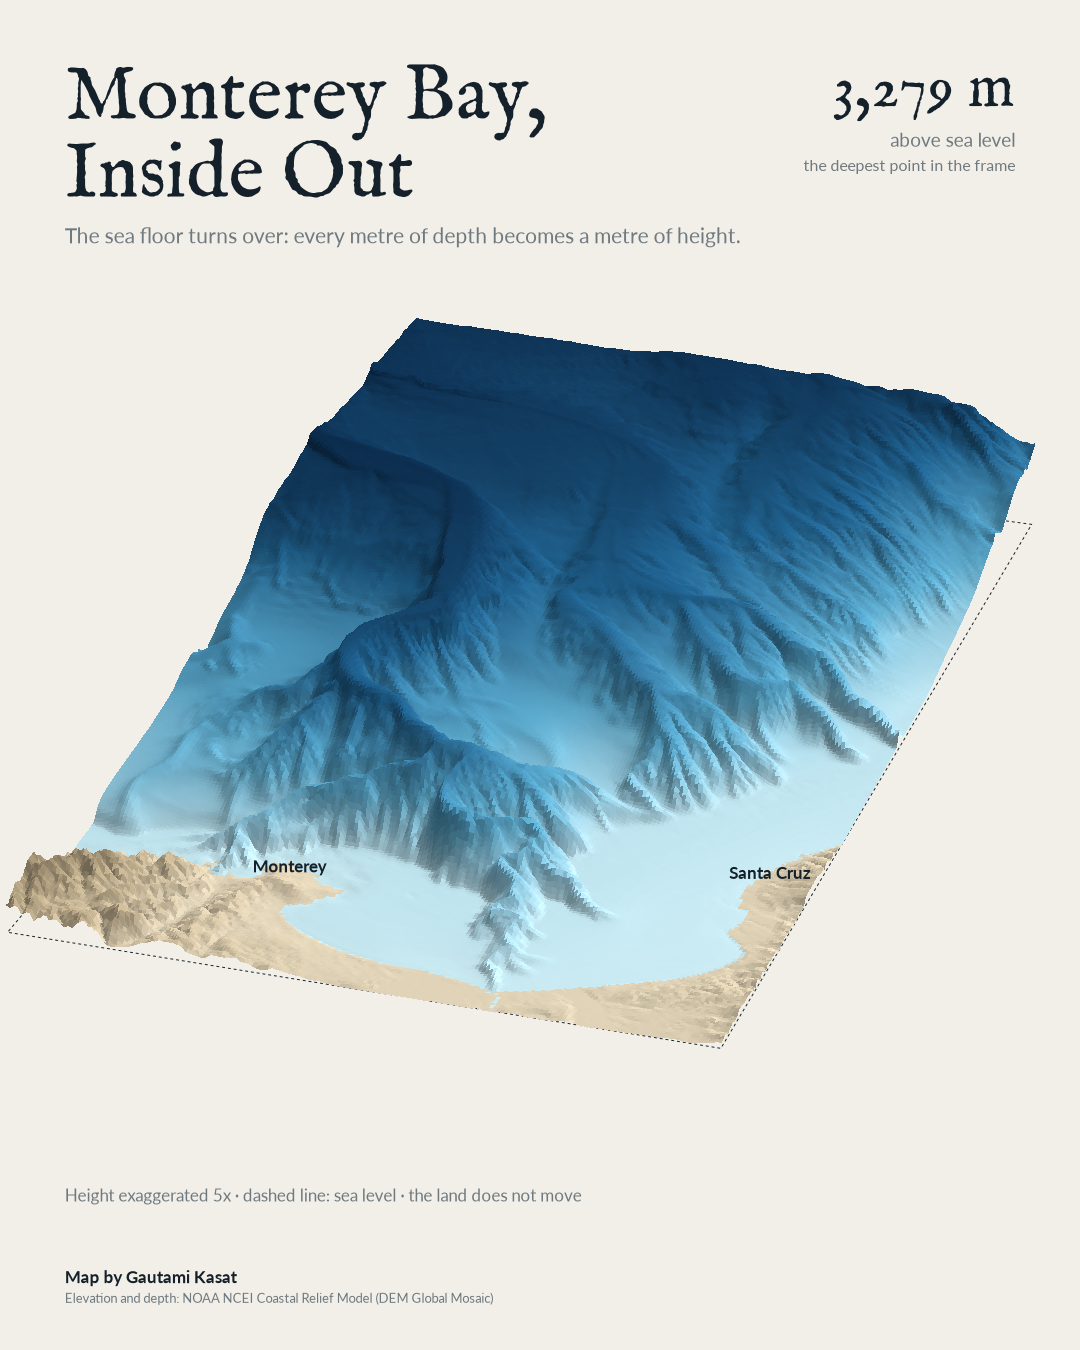 Monterey Bay,
Inside Out
3,279 m
above sea level
the deepest point in the frame
The sea floor turns over: every metre of depth becomes a metre of height.
Monterey
Santa Cruz
Height exaggerated 5x · dashed line: sea level · the land does not move
Map by Gautami Kasat
Elevation and depth: NOAA NCEI Coastal Relief Model (DEM Global Mosaic)